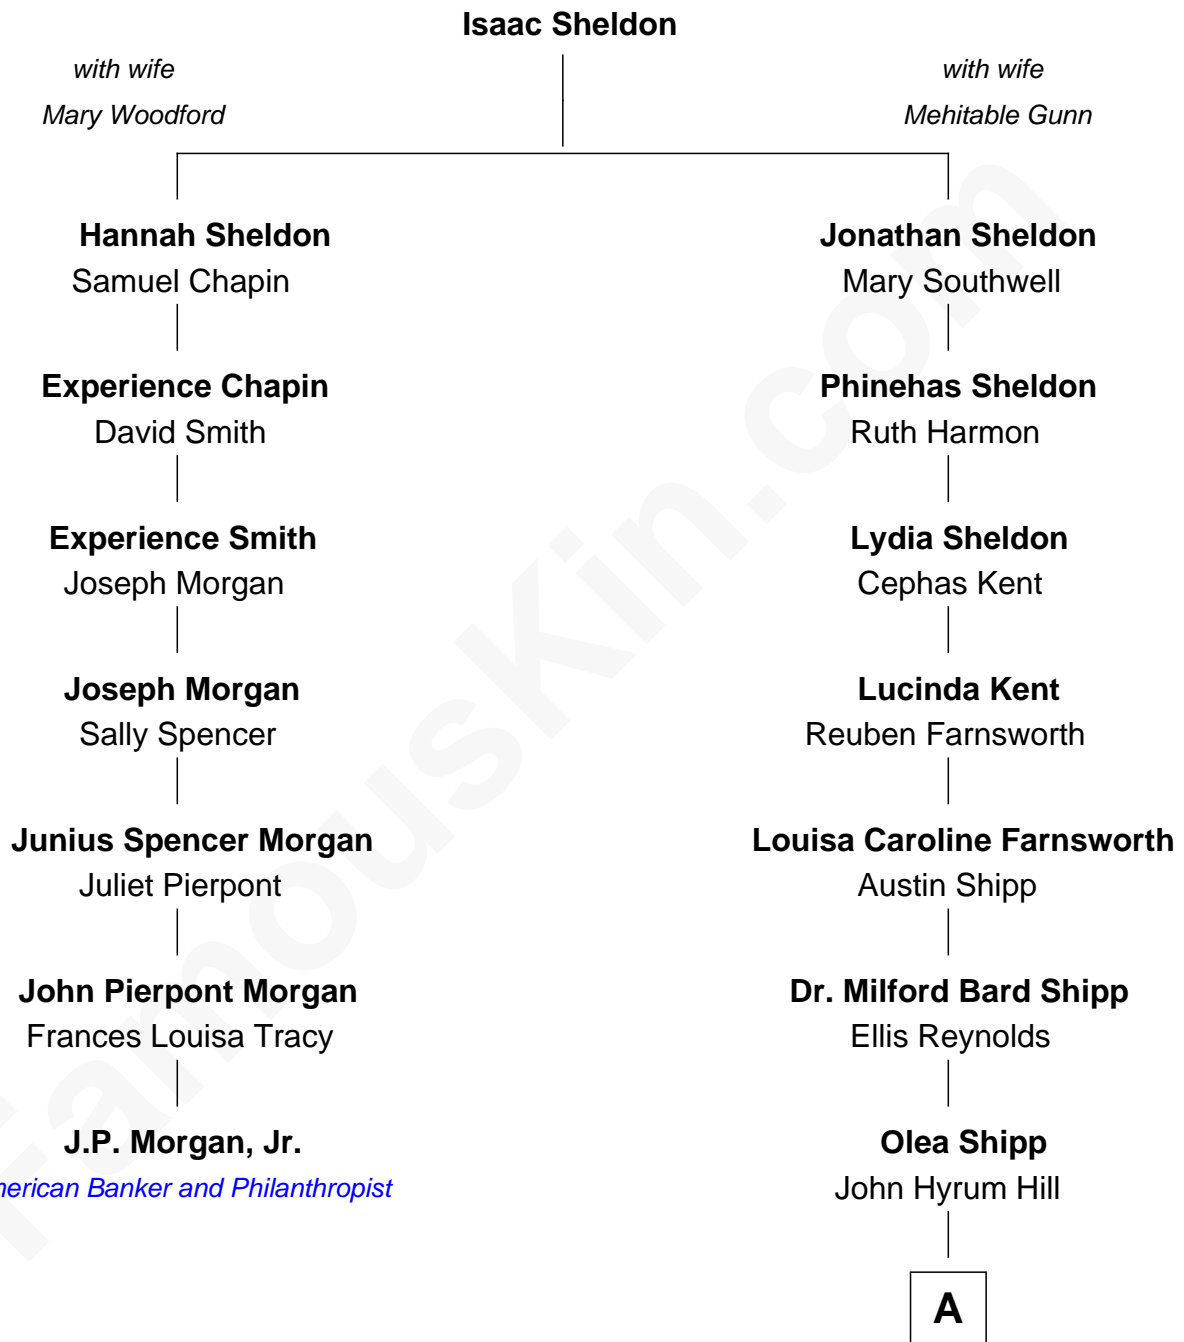 Isaac Sheldon
with wife
Mary Woodford
with wife
Mehitable Gunn
Hannah Sheldon
Samuel Chapin
Jonathan Sheldon
Mary Southwell
Experience Chapin
David Smith
Phinehas Sheldon
Ruth Harmon
Experience Smith
Joseph Morgan
Lydia Sheldon
Cephas Kent
Joseph Morgan
Sally Spencer
Lucinda Kent
Reuben Farnsworth
Junius Spencer Morgan
Juliet Pierpont
Louisa Caroline Farnsworth
Austin Shipp
John Pierpont Morgan
Frances Louisa Tracy
Dr. Milford Bard Shipp
Ellis Reynolds
J.P. Morgan, Jr.
merican Banker and Philanthropist
Olea Shipp
John Hyrum Hill
A
FamousKin.com